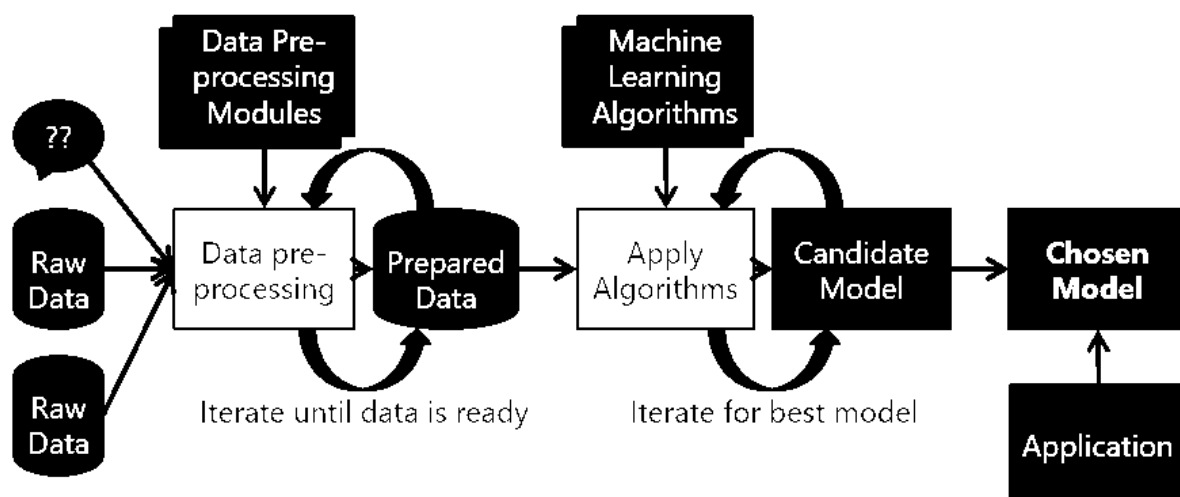 Data Pre-
processing
Modules
Machine
Learning
Algorithms
??
Raw
Data
Raw
Data
Data pre-
processing
Prepared
Data
Apply
Algorithms
Candidate
Model
Chosen
Model
Iterate until data is ready
Iterate for best model
Application